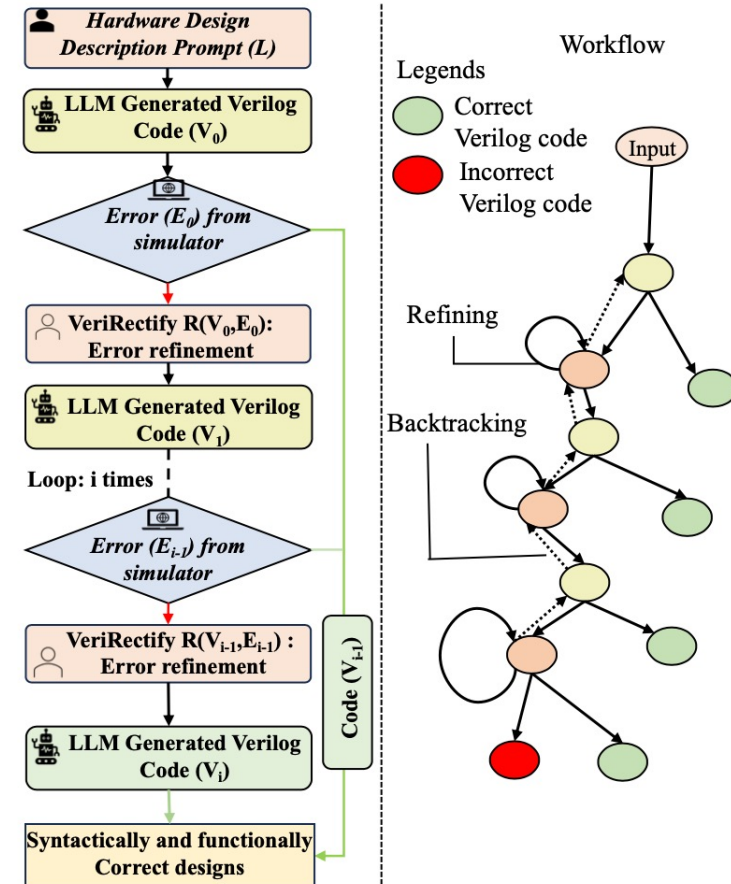 Hardware Design
Description Prompt (L)
LLM Generated Verilog
Code (V₀)
Error (E₀) from
simulator
VeriRectify R(V₀,E₀):
Error refinement
LLM Generated Verilog
Code (V₁)
Loop: i times
Error (Eᵢ₋₁) from
simulator
VeriRectify R(Vᵢ₋₁,Eᵢ₋₁) :
Error refinement
Code (Vᵢ₋₁)
LLM Generated Verilog
Code (Vᵢ)
Syntactically and functionally
Correct designs
Workflow
Legends
Correct
Verilog code
Incorrect
Verilog code
Input
Refining
Backtracking